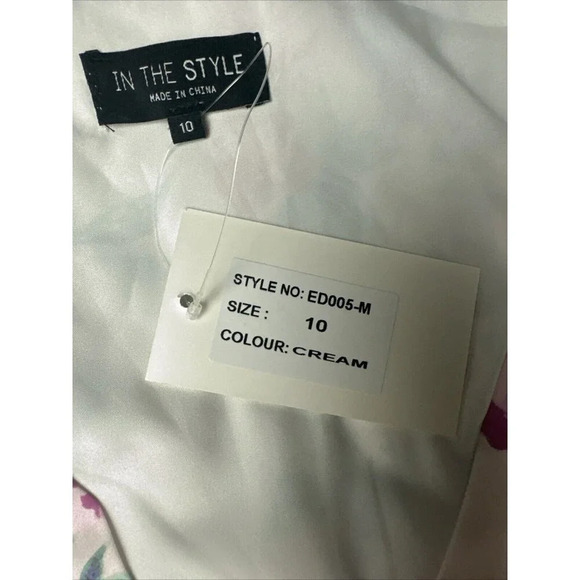 IN THE STYLE
MADE IN CHINA
10
STYLE NO: ED005-M
SIZE : 10
COLOUR: CREAM